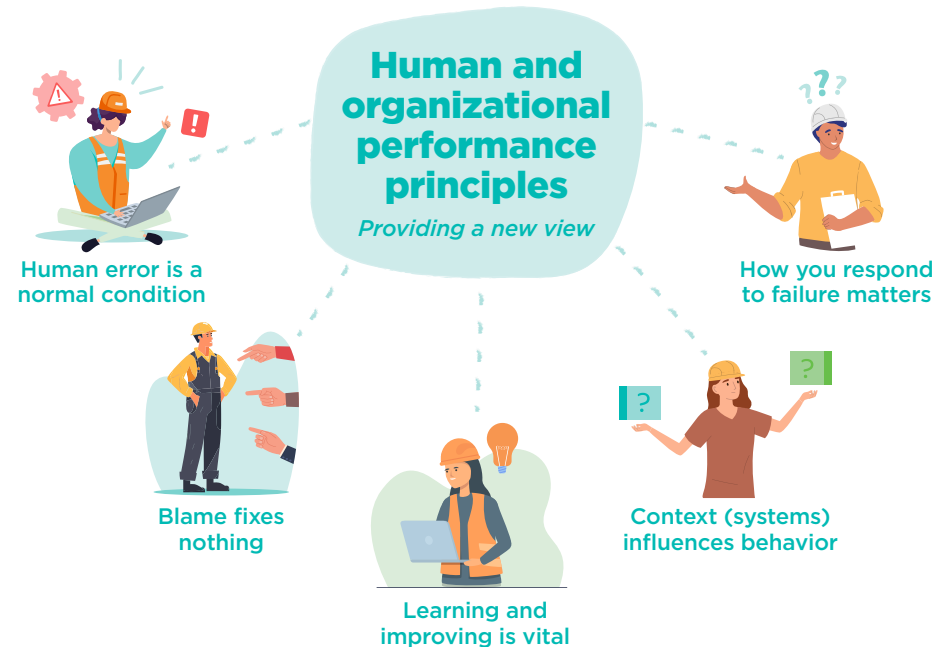 Human and
organizational
performance
principles
Providing a new view
!
!
Human error is a
normal condition
???
How you respond
to failure matters
Blame fixes
nothing
?
?
Context (systems)
influences behavior
Learning and
improving is vital